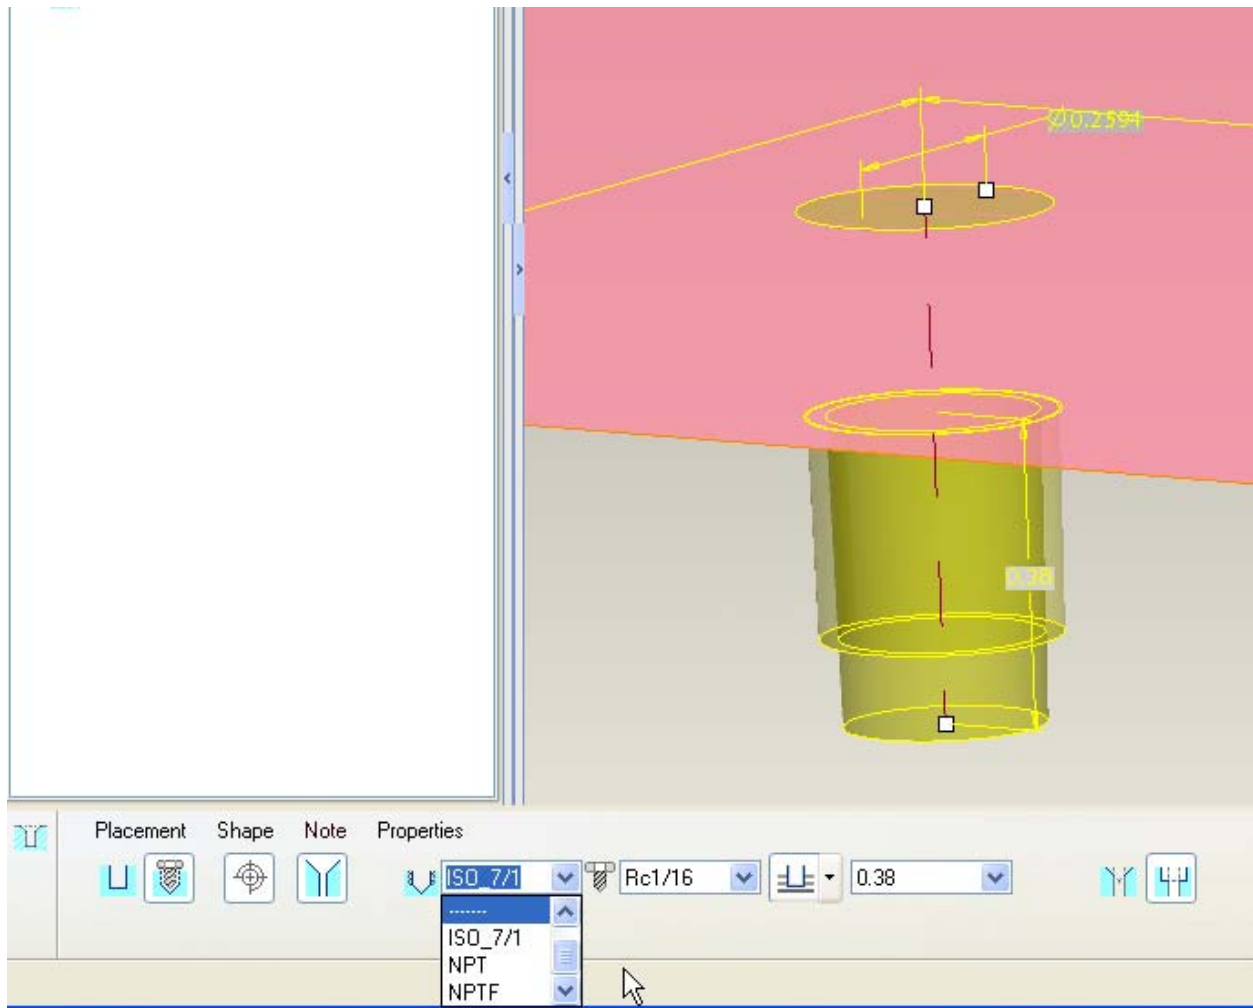 Ø0.2594
0.38
Placement Shape Note Properties
ISO_7/1 Rc1/16 0.38
-------
ISO_7/1
NPT
NPTF